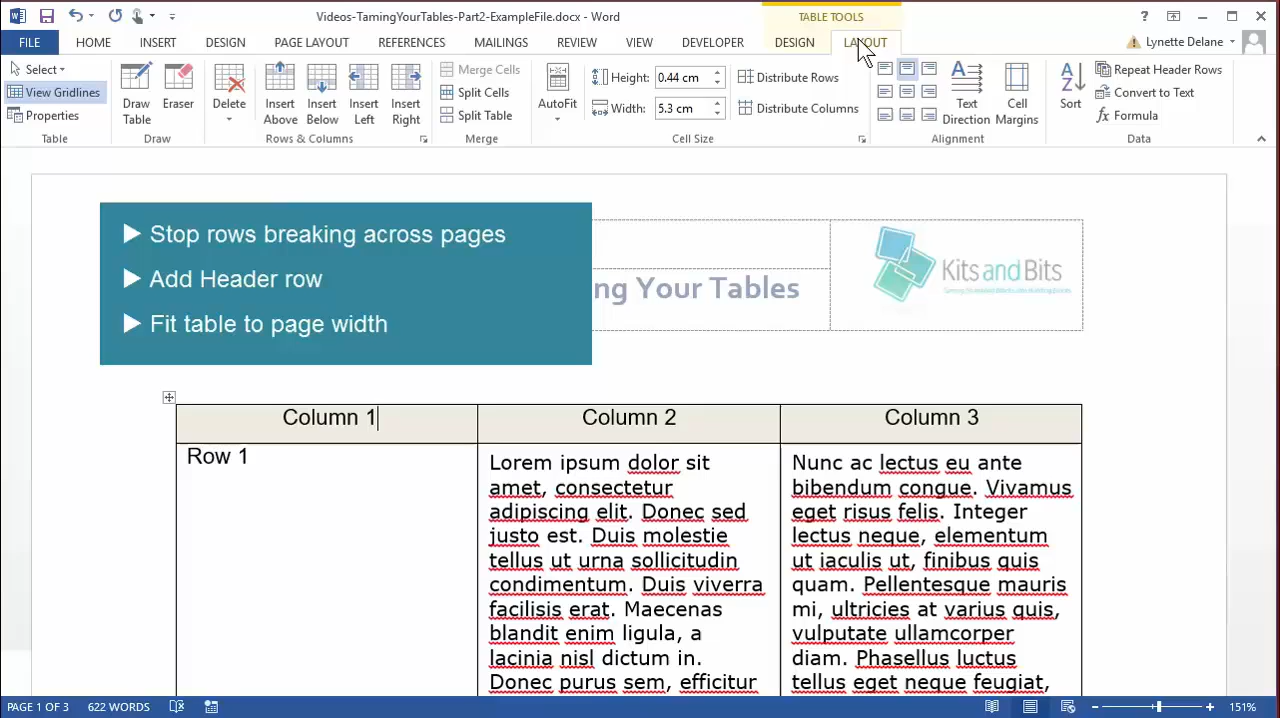 Videos-TamingYourTables-Part2-ExampleFile.docx - Word
TABLE TOOLS
?
FILE HOME INSERT DESIGN PAGE LAYOUT REFERENCES MAILINGS REVIEW VIEW DEVELOPER DESIGN LAYOUT Lynette Delane
Select
View Gridlines
Properties
Table
Draw Table
Eraser
Draw
Delete
Insert Above
Insert Below
Insert Left
Insert Right
Rows & Columns
Merge Cells
Split Cells
Split Table
Merge
AutoFit
Height: 0.44 cm
Width: 5.3 cm
Distribute Rows
Distribute Columns
Cell Size
Text Direction
Cell Margins
Alignment
Sort
Repeat Header Rows
Convert to Text
Formula
Data
Stop rows breaking across pages
Add Header row
Fit table to page width
ng Your Tables
Kits and Bits
Column 1 Column 2 Column 3
Row 1
Lorem ipsum dolor sit
amet, consectetur
adipiscing elit. Donec sed
justo est. Duis molestie
tellus ut urna sollicitudin
condimentum. Duis viverra
facilisis erat. Maecenas
blandit enim ligula, a
lacinia nisl dictum in.
Donec purus sem, efficitur
Nunc ac lectus eu ante
bibendum congue. Vivamus
eget risus felis. Integer
lectus neque, elementum
ut iaculis ut, finibus quis
quam. Pellentesque mauris
mi, ultricies at varius quis,
vulputate ullamcorper
diam. Phasellus luctus
tellus eget neque feugiat,
PAGE 1 OF 3 622 WORDS 151%